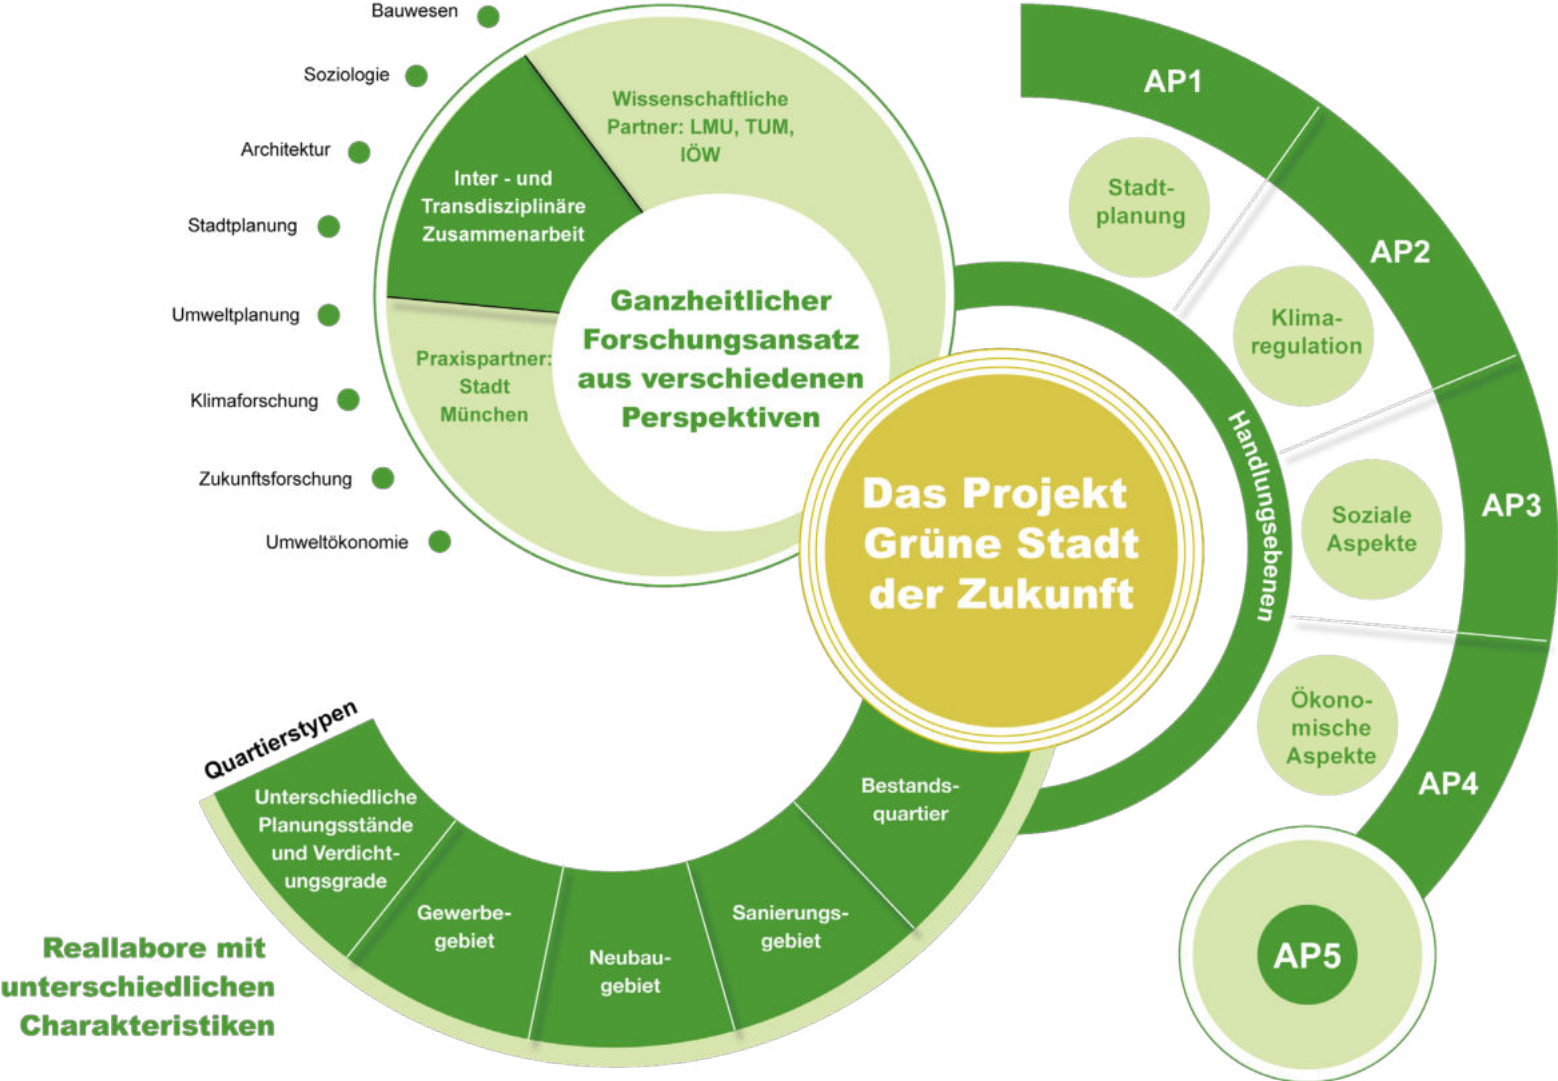 Bauwesen
Soziologie
Architektur
Stadtplanung
Umweltplanung
Klimaforschung
Zukunftsforschung
Umweltökonomie
Wissenschaftliche
Partner: LMU, TUM,
IÖW
Inter - und
Transdisziplinäre
Zusammenarbeit
Praxispartner:
Stadt
München
Ganzheitlicher
Forschungsansatz
aus verschiedenen
Perspektiven
Das Projekt
Grüne Stadt
der Zukunft
Handlungsebenen
AP1
Stadt-
planung
AP2
Klima-
regulation
AP3
Soziale
Aspekte
AP4
Ökono-
mische
Aspekte
AP5
Quartierstypen
Unterschiedliche
Planungsstände
und Verdicht-
ungsgrade
Gewerbe-
gebiet
Neubau-
gebiet
Sanierungs-
gebiet
Bestands-
quartier
Reallabore mit
unterschiedlichen
Charakteristiken